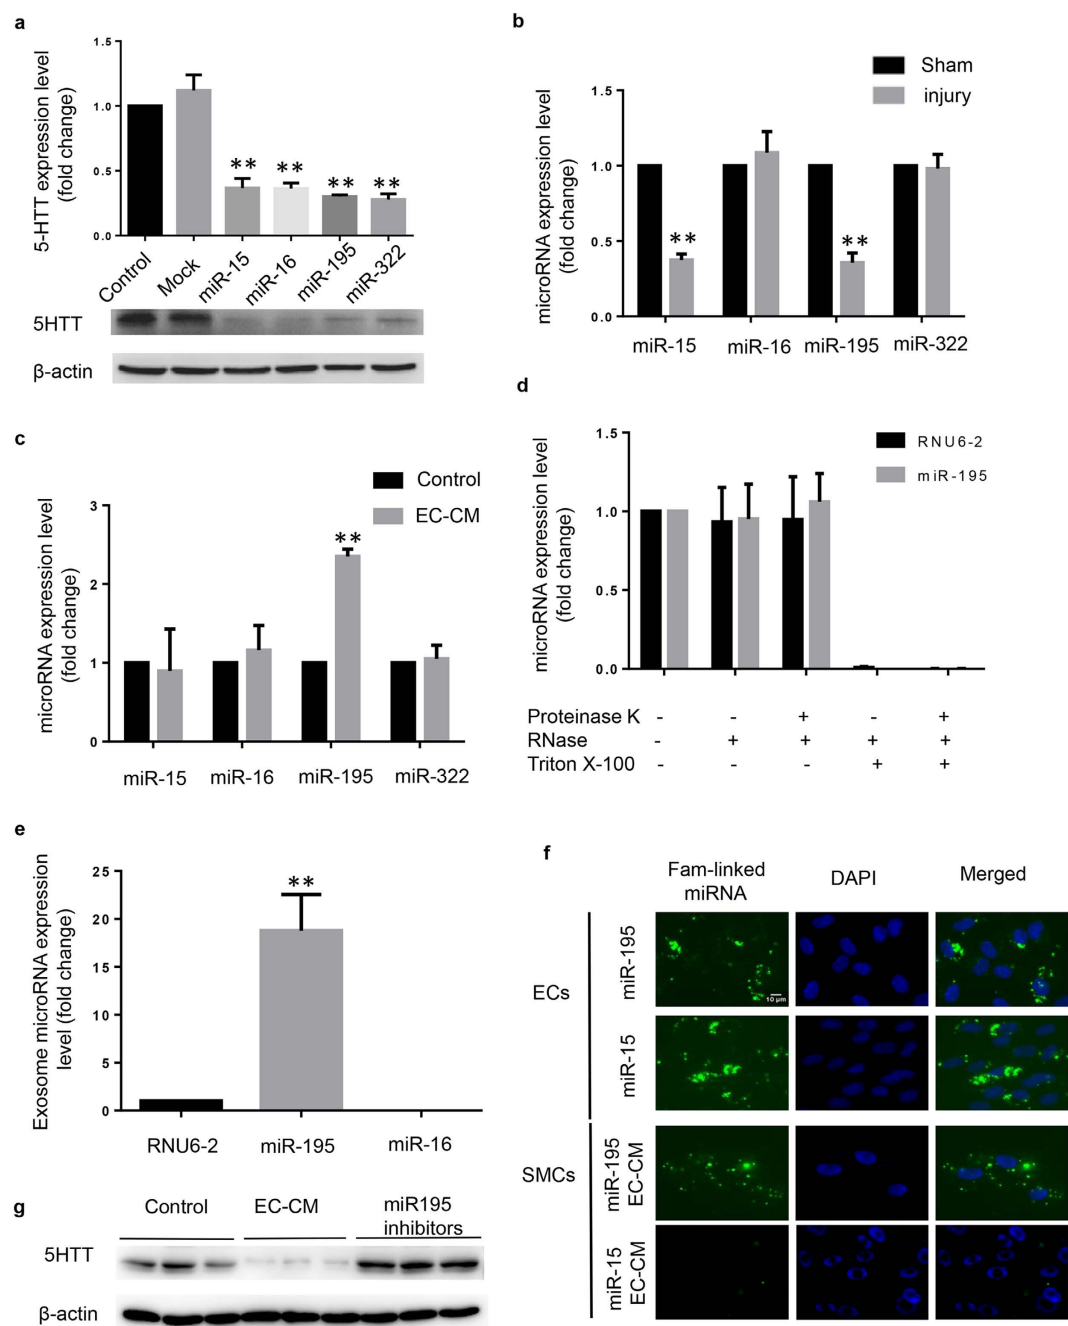 a
5-HTT expression level
(fold change)
1.5
1.0
0.5
0.0
** ** ** **
Control
Mock
miR-15
miR-16
miR-195
miR-322
5HTT
β-actin
b
Sham
injury
microRNA expression level
(fold change)
1.5
1.0
0.5
0.0
** **
miR-15 miR-16 miR-195 miR-322
c
Control
EC-CM
microRNA expression level
(fold change)
3
2
1
0
**
miR-15 miR-16 miR-195 miR-322
d
RNU6-2
miR-195
microRNA expression level
(fold change)
1.5
1.0
0.5
0.0
Proteinase K - - + - +
RNase - + + + +
Triton X-100 - - - + +
e
Exosome microRNA expression
level (fold change)
25
20
15
10
5
0
**
RNU6-2 miR-195 miR-16
f
Fam-linked
miRNA
DAPI
Merged
ECs
miR-195
10 μm
miR-15
SMCs
miR-195
EC-CM
miR-15
EC-CM
g
Control EC-CM miR195
inhibitors
5HTT
β-actin